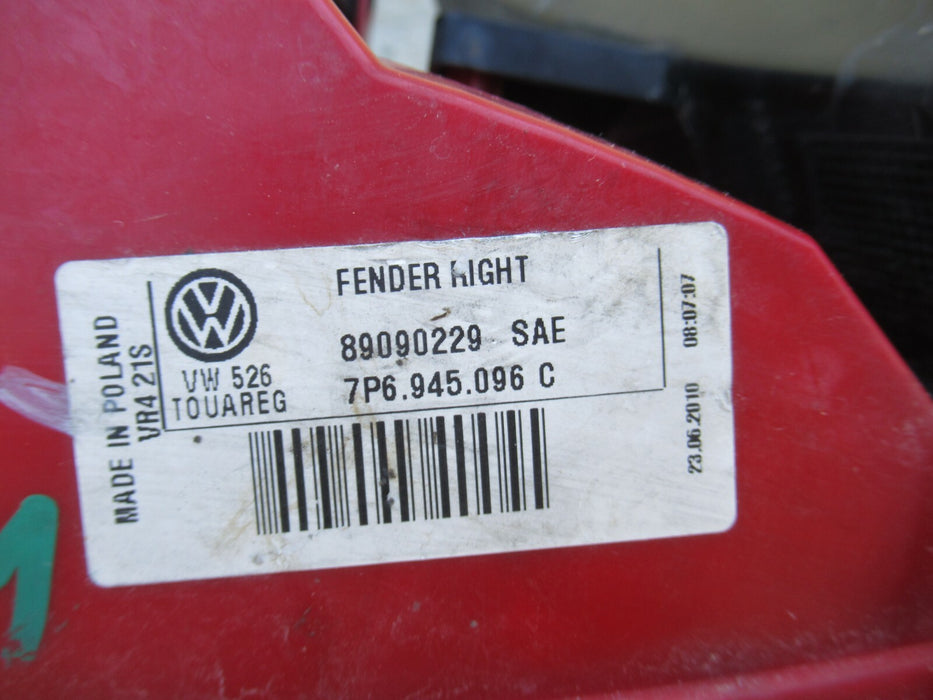 FENDER RIGHT
89090229 SAE
7P6.945.096 C
VW 526
TOUAREG
MADE IN POLAND
VR4 21S
23.06.2010 08:07:07
1